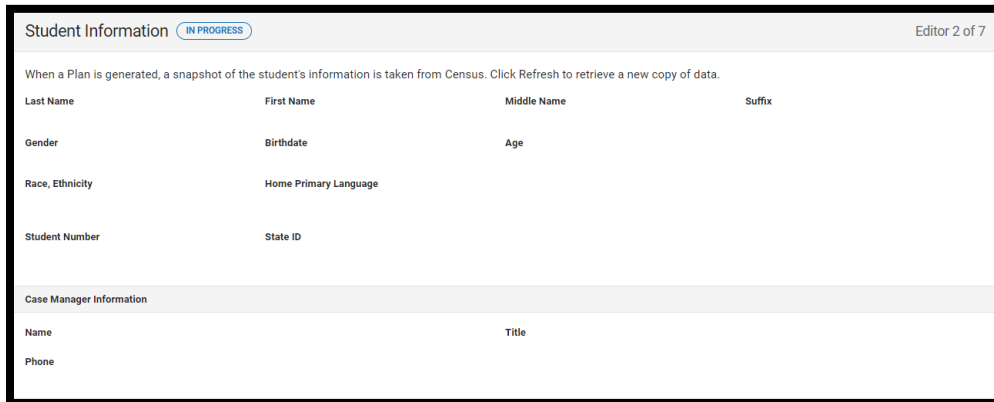 Student Information IN PROGRESS Editor 2 of 7
When a Plan is generated, a snapshot of the student's information is taken from Census. Click Refresh to retrieve a new copy of data.
Last Name First Name Middle Name Suffix
Gender Birthdate Age
Race, Ethnicity Home Primary Language
Student Number State ID
Case Manager Information
Name Title
Phone